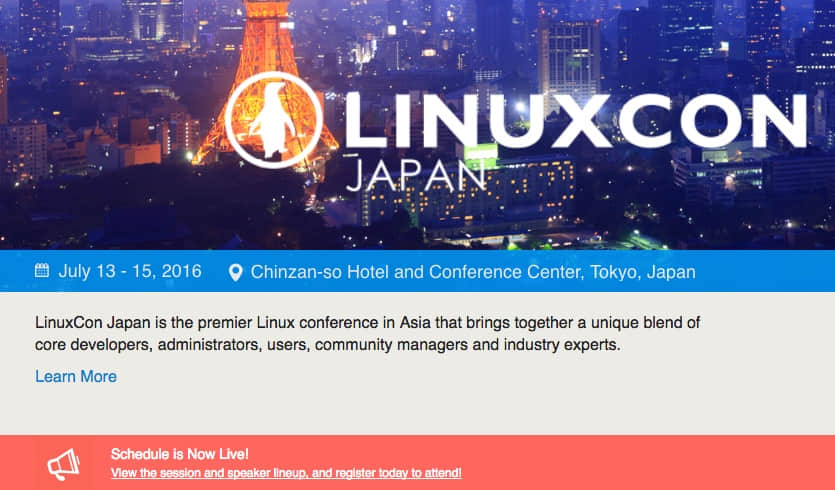 LINUXCON
JAPAN
July 13 - 15, 2016
Chinzan-so Hotel and Conference Center, Tokyo, Japan
LinuxCon Japan is the premier Linux conference in Asia that brings together a unique blend of
core developers, administrators, users, community managers and industry experts.
Learn More
Schedule is Now Live!
View the session and speaker lineup, and register today to attend!